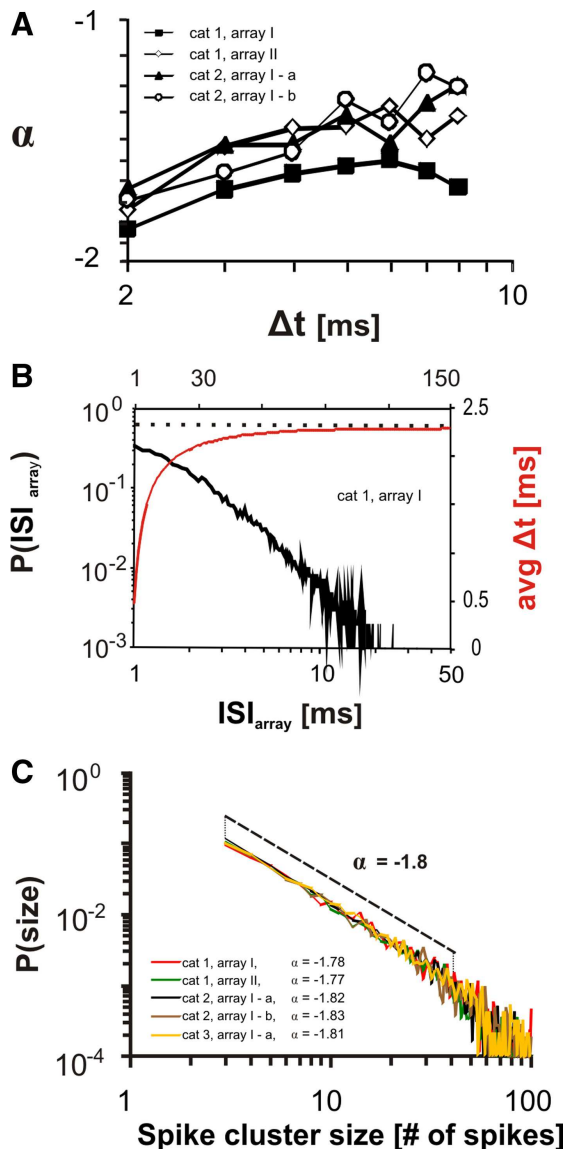 A
-1
cat 1, array I
cat 1, array II
cat 2, array I - a
cat 2, array I - b
α
-2
2
10
Δt [ms]
B
1 30 150
10^0
2.5
10^-1
cat 1, array I
P(ISI array)
avg Δt [ms]
10^-2
0.5
10^-3
0
1 10 50
ISI array [ms]
C
10^0
α = -1.8
P(size)
10^-2
cat 1, array I, α = -1.78
cat 1, array II, α = -1.77
cat 2, array I - a, α = -1.82
cat 2, array I - b, α = -1.83
cat 3, array I - a, α = -1.81
10^-4
1 10 100
Spike cluster size [# of spikes]